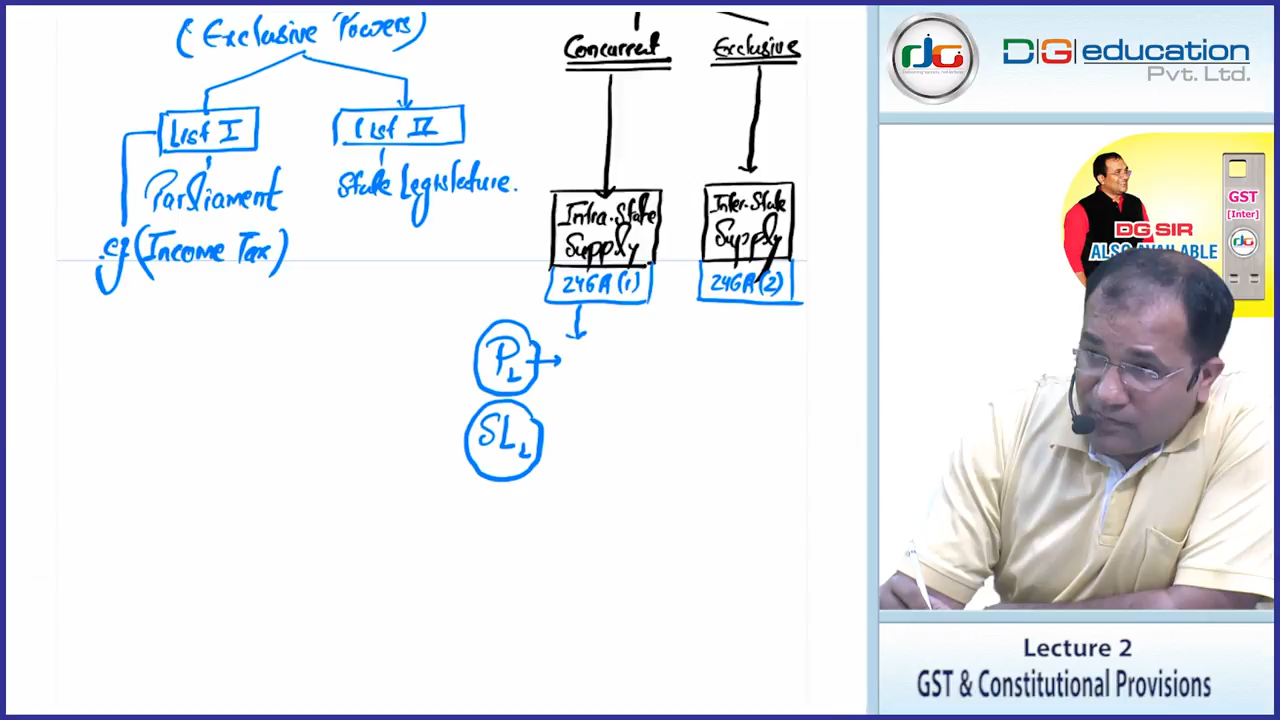 (Exclusive Powers)
List I
List II
Parliament
State Legislature.
eg (Income Tax)
Concurrent
Exclusive
Intra-State
Supply
246A (1)
Inter-State
Supply
246A (2)
PL
SLL
DG education
Pvt. Ltd.
GST
[Inter]
DG SIR
ALSO AVAILABLE
Lecture 2
GST & Constitutional Provisions